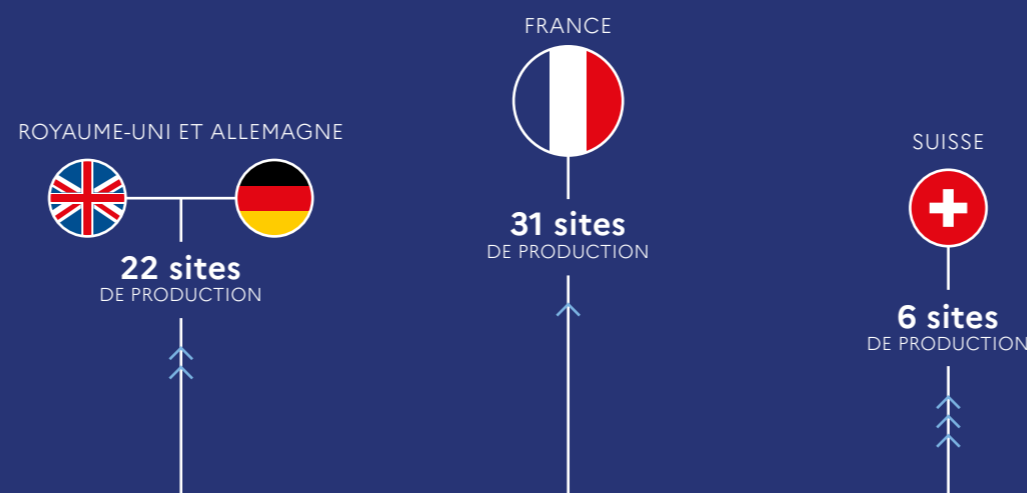 FRANCE
ROYAUME-UNI ET ALLEMAGNE
SUISSE
31 sites
DE PRODUCTION
22 sites
DE PRODUCTION
6 sites
DE PRODUCTION